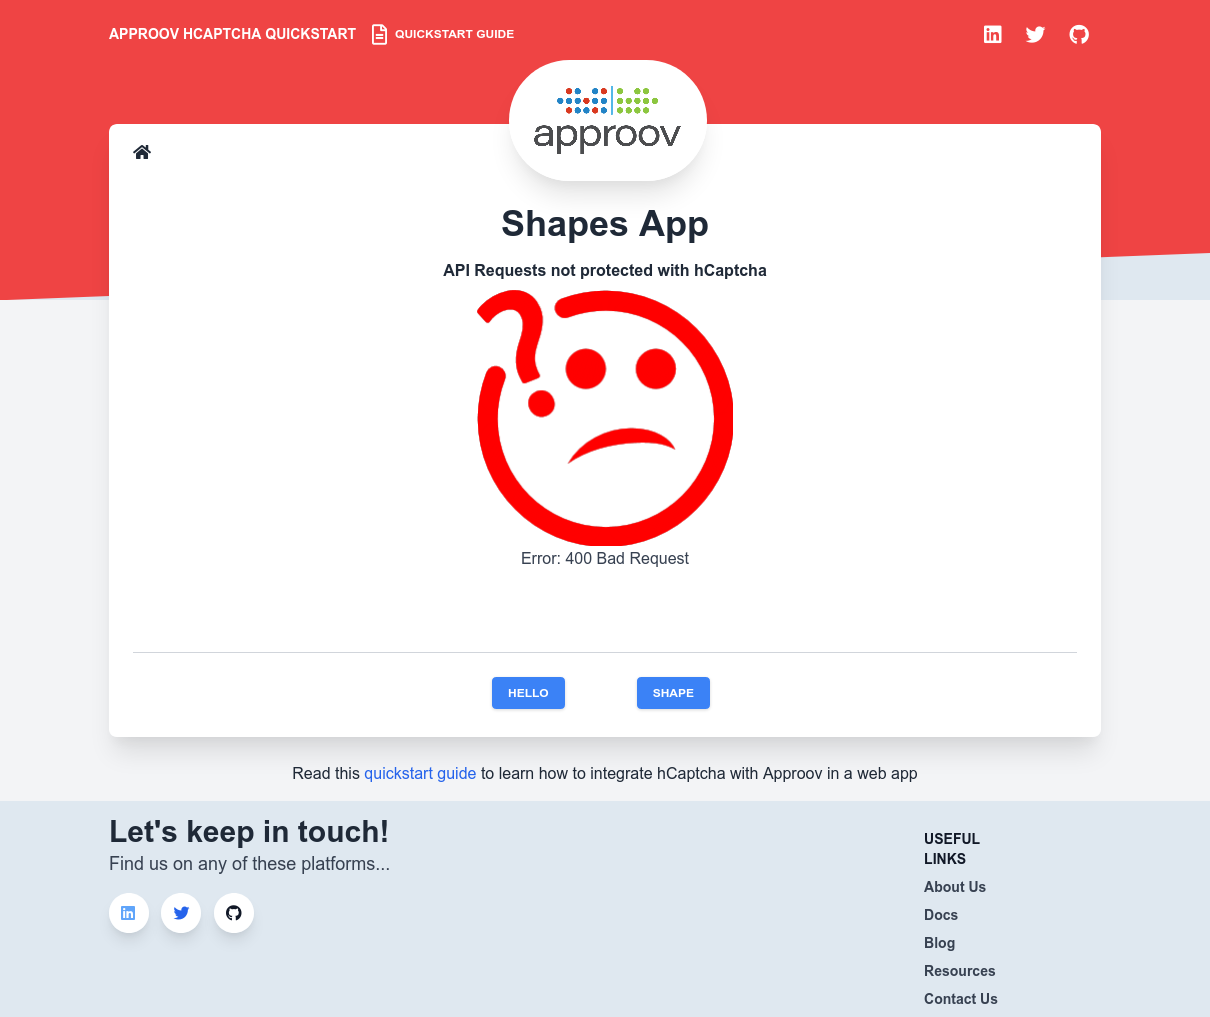 APPROOV HCAPTCHA QUICKSTART
QUICKSTART GUIDE
approov
Shapes App
API Requests not protected with hCaptcha
?
Error: 400 Bad Request
HELLO
SHAPE
Read this quickstart guide to learn how to integrate hCaptcha with Approov in a web app
Let's keep in touch!
Find us on any of these platforms...
USEFUL
LINKS
About Us
Docs
Blog
Resources
Contact Us